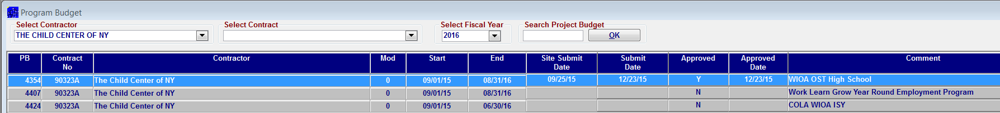 Program Budget
Select Contractor Select Contract Select Fiscal Year Search Project Budget
THE CHILD CENTER OF NY 2016 OK
PB Contract No Contractor Mod Start End Site Submit Date Submit Date Approved Approved Date Comment
4354 90323A The Child Center of NY 0 09/01/15 08/31/16 09/25/15 12/23/15 Y 12/23/15 WIOA OST High School
4407 90323A The Child Center of NY 0 09/01/15 08/31/16 N Work Learn Grow Year Round Employment Program
4424 90323A The Child Center of NY 0 09/01/15 06/30/16 N COLA WIOA ISY